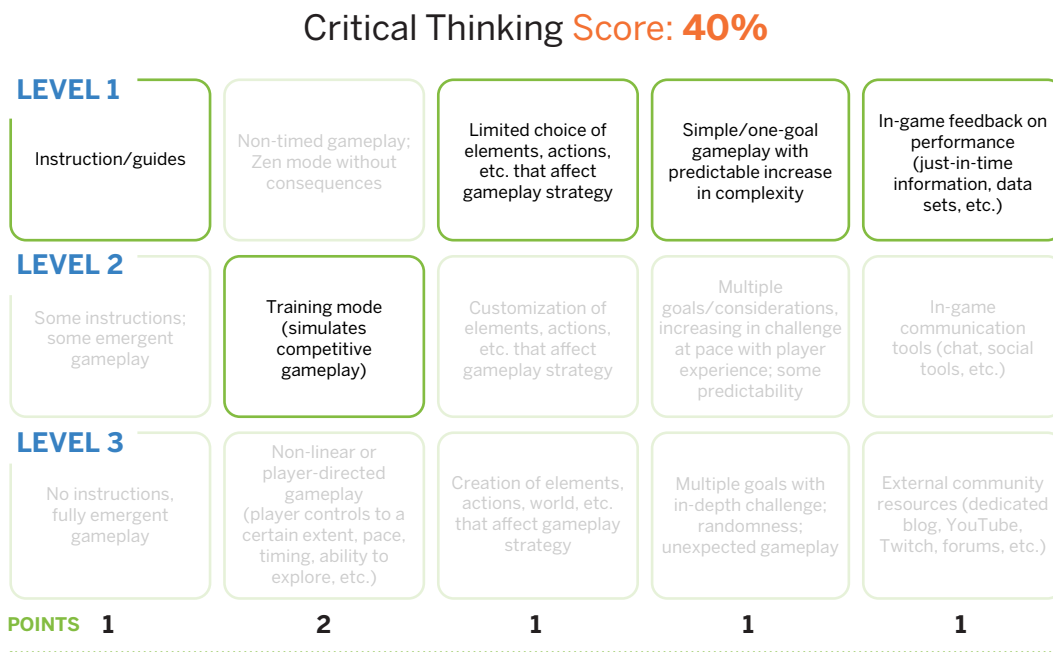 Critical Thinking Score: 40%
LEVEL 1
Instruction/guides
Non-timed gameplay;
Zen mode without
consequences
Limited choice of
elements, actions,
etc. that affect
gameplay strategy
Simple/one-goal
gameplay with
predictable increase
in complexity
In-game feedback on
performance
(just-in-time
information, data
sets, etc.)
LEVEL 2
Some instructions;
some emergent
gameplay
Training mode
(simulates
competitive
gameplay)
Customization of
elements, actions,
etc. that affect
gameplay strategy
Multiple
goals/considerations,
increasing in challenge
at pace with player
experience; some
predictability
In-game
communication
tools (chat, social
tools, etc.)
LEVEL 3
No instructions,
fully emergent
gameplay
Non-linear or
player-directed
gameplay
(player controls to a
certain extent, pace,
timing, ability to
explore, etc.)
Creation of elements,
actions, world, etc.
that affect gameplay
strategy
Multiple goals with
in-depth challenge;
randomness;
unexpected gameplay
External community
resources (dedicated
blog, YouTube,
Twitch, forums, etc.)
POINTS 1 2 1 1 1